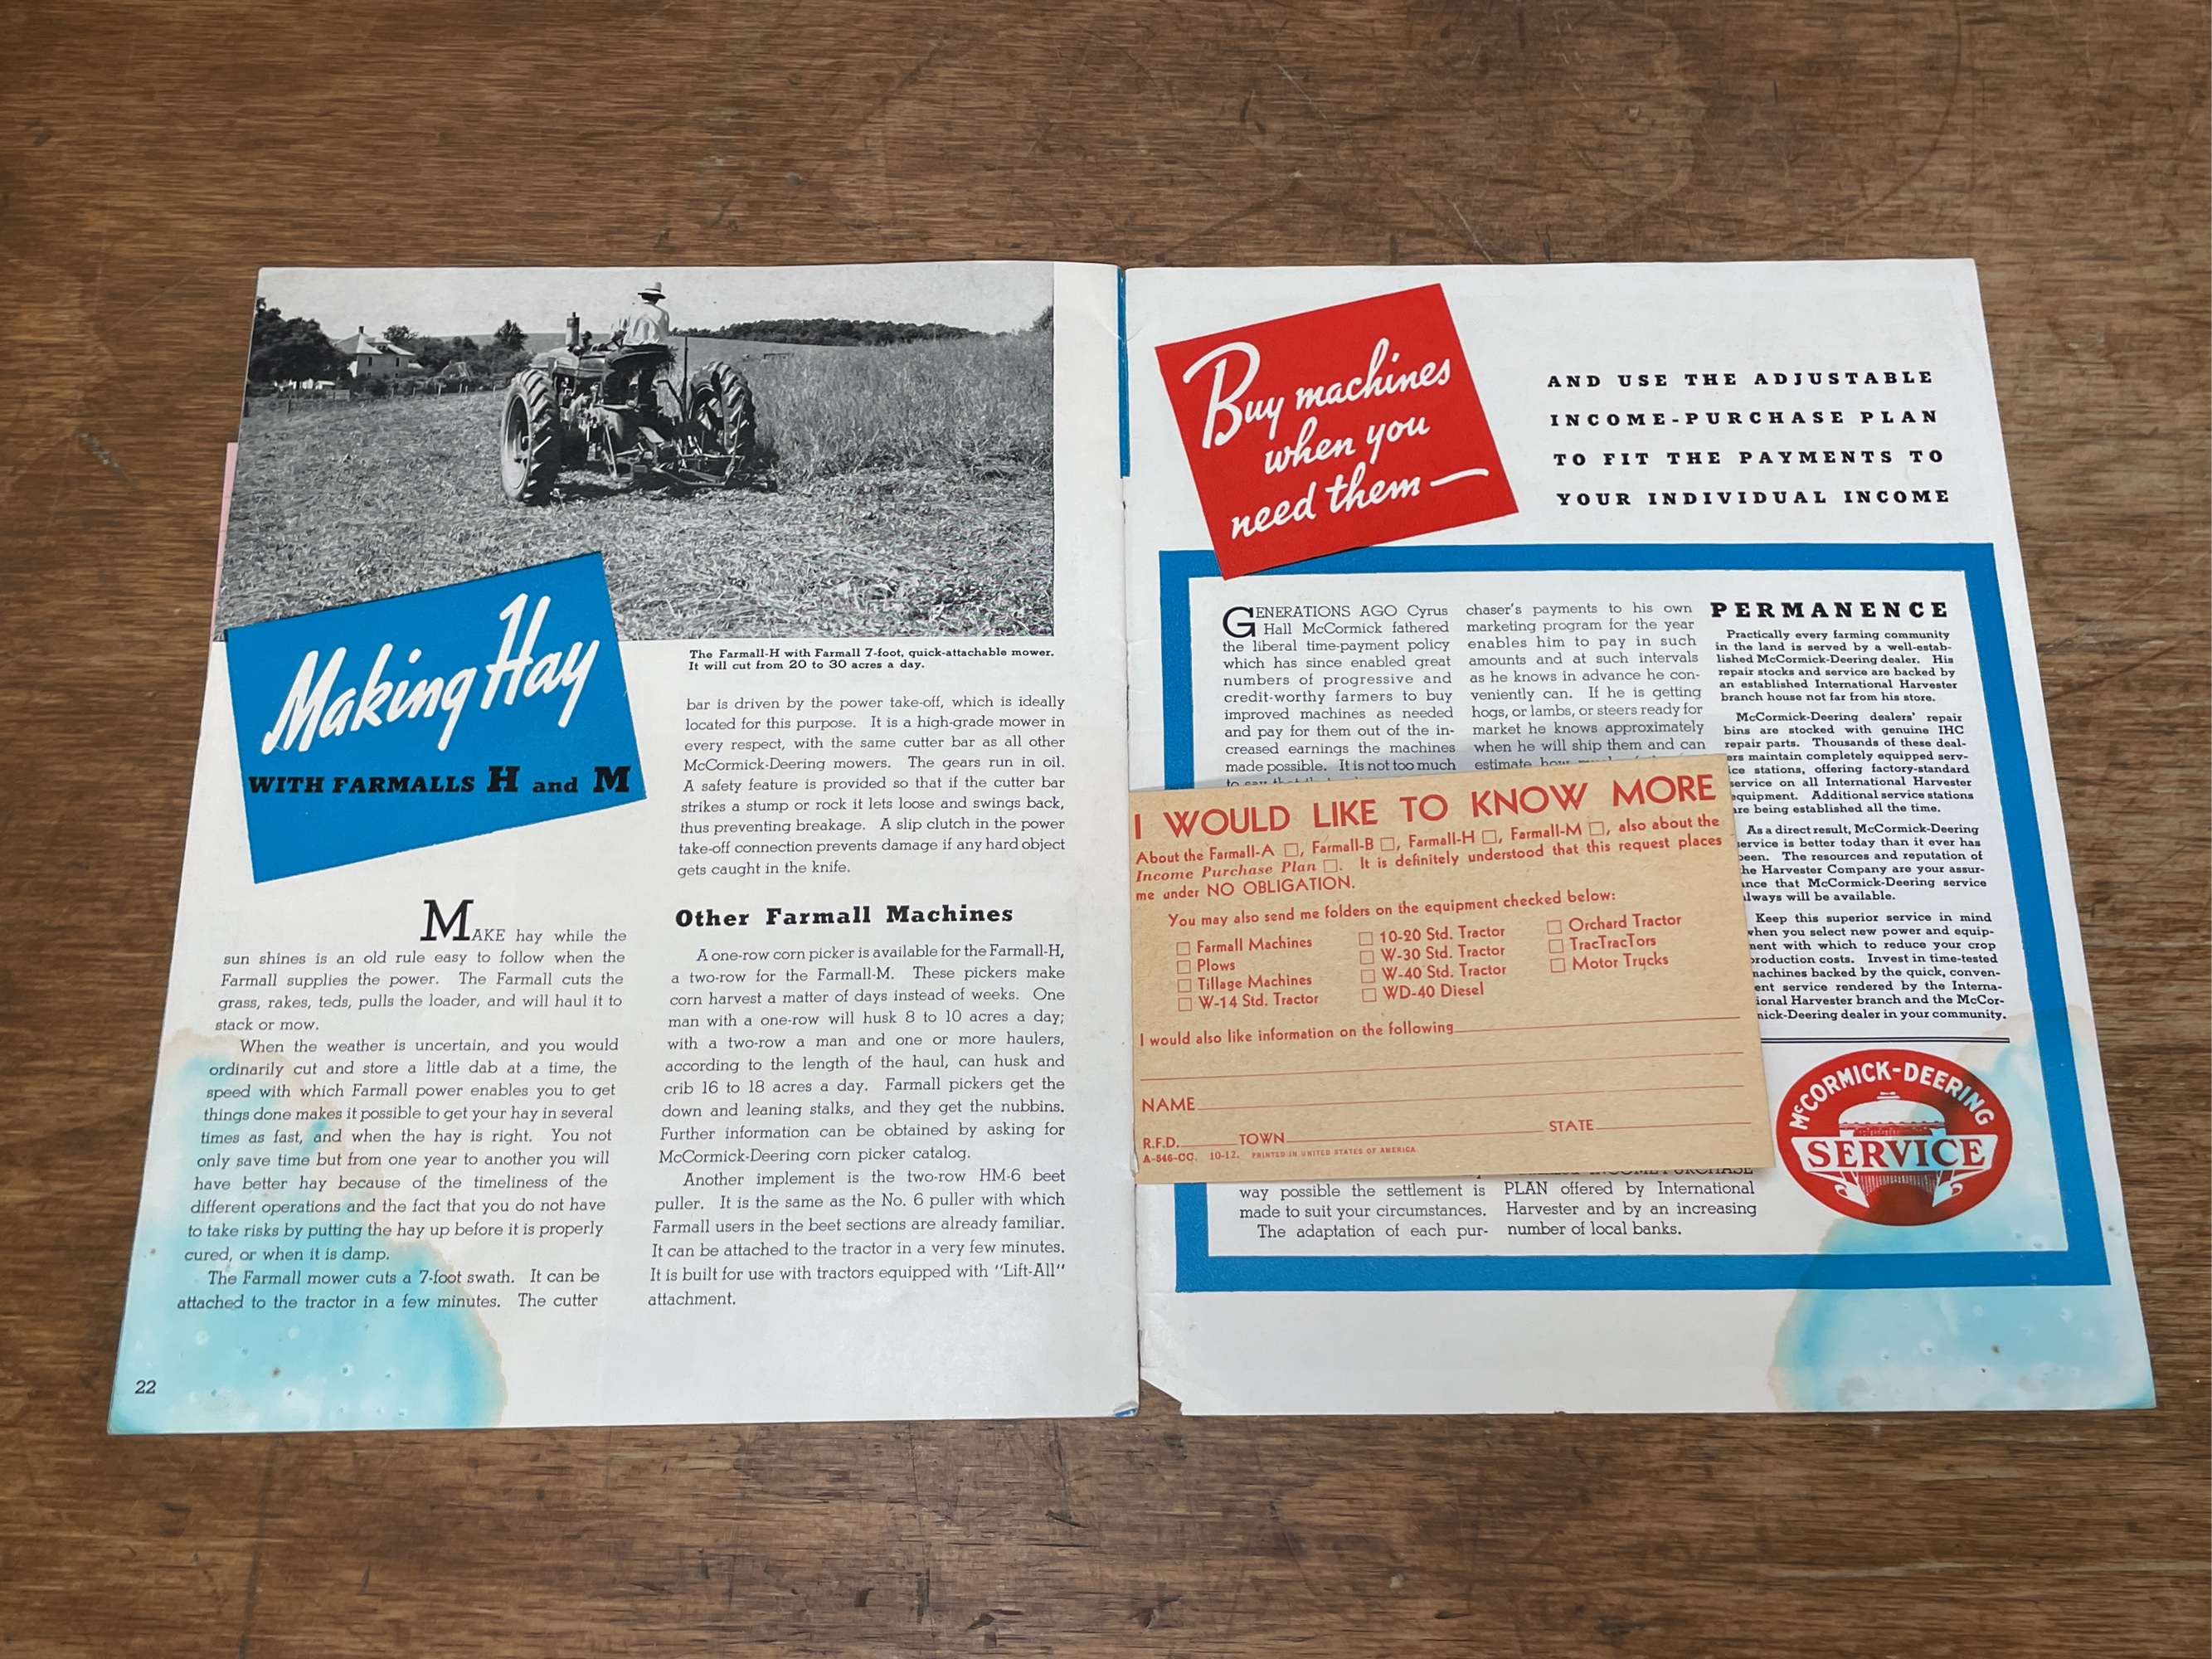 Making Hay
WITH FARMALLS H and M
The Farmall-H with Farmall 7-foot, quick-attachable mower.
It will cut from 20 to 30 acres a day.
MAKE hay while the
sun shines is an old rule easy to follow when the
Farmall supplies the power. The Farmall cuts the
grass, rakes, teds, pulls the loader, and will haul it to
stack or mow.
When the weather is uncertain, and you would
ordinarily cut and store a little dab at a time, the
speed with which Farmall power enables you to get
things done makes it possible to get your hay in several
times as fast, and when the hay is right. You not
only save time but from one year to another you will
have better hay because of the timeliness of the
different operations and the fact that you do not have
to take risks by putting the hay up before it is properly
cured, or when it is damp.
The Farmall mower cuts a 7-foot swath. It can be
attached to the tractor in a few minutes. The cutter
bar is driven by the power take-off, which is ideally
located for this purpose. It is a high-grade mower in
every respect, with the same cutter bar as all other
McCormick-Deering mowers. The gears run in oil.
A safety feature is provided so that if the cutter bar
strikes a stump or rock it lets loose and swings back,
thus preventing breakage. A slip clutch in the power
take-off connection prevents damage if any hard object
gets caught in the knife.
Other Farmall Machines
A one-row corn picker is available for the Farmall-H,
a two-row for the Farmall-M. These pickers make
corn harvest a matter of days instead of weeks. One
man with a one-row will husk 8 to 10 acres a day;
with a two-row a man and one or more haulers,
according to the length of the haul, can husk and
crib 16 to 18 acres a day. Farmall pickers get the
down and leaning stalks, and they get the nubbins.
Further information can be obtained by asking for
McCormick-Deering corn picker catalog.
Another implement is the two-row HM-6 beet
puller. It is the same as the No. 6 puller with which
Farmall users in the beet sections are already familiar.
It can be attached to the tractor in a very few minutes.
It is built for use with tractors equipped with "Lift-All"
attachment.
22
Buy machines
when you
need them —
AND USE THE ADJUSTABLE
INCOME-PURCHASE PLAN
TO FIT THE PAYMENTS TO
YOUR INDIVIDUAL INCOME
GENERATIONS AGO Cyrus
Hall McCormick fathered
the liberal time-payment policy
which has since enabled great
numbers of progressive and
credit-worthy farmers to buy
improved machines as needed
and pay for them out of the in-
creased earnings the machines
made possible. It is not too much
to say that
way possible the settlement is
made to suit your circumstances.
The adaptation of each pur-
chaser's payments to his own
marketing program for the year
enables him to pay in such
amounts and at such intervals
as he knows in advance he con-
veniently can. If he is getting
hogs, or lambs, or steers ready for
market he knows approximately
when he will ship them and can
estimate how
INCOME PURCHASE
PLAN offered by International
Harvester and by an increasing
number of local banks.
PERMANENCE
Practically every farming community
in the land is served by a well-estab-
lished McCormick-Deering dealer. His
repair stocks and service are backed by
an established International Harvester
branch house not far from his store.
McCormick-Deering dealers' repair
bins are stocked with genuine IHC
repair parts. Thousands of these deal-
ers maintain completely equipped serv-
ice stations, offering factory-standard
service on all International Harvester
equipment. Additional service stations
are being established all the time.
As a direct result, McCormick-Deering
service is better today than it ever has
been. The resources and reputation of
the Harvester Company are your assur-
ance that McCormick-Deering service
always will be available.
Keep this superior service in mind
when you select new power and equip-
ment with which to reduce your crop
production costs. Invest in time-tested
machines backed by the quick, conven-
ent service rendered by the Interna-
ional Harvester branch and the McCor-
mick-Deering dealer in your community.
McCORMICK-DEERING
SERVICE
I WOULD LIKE TO KNOW MORE
About the Farmall-A □, Farmall-B □, Farmall-H □, Farmall-M □, also about the
Income Purchase Plan □. It is definitely understood that this request places
me under NO OBLIGATION.
You may also send me folders on the equipment checked below:
□ Farmall Machines
□ Plows
□ Tillage Machines
□ W-14 Std. Tractor
□ 10-20 Std. Tractor
□ W-30 Std. Tractor
□ W-40 Std. Tractor
□ WD-40 Diesel
□ Orchard Tractor
□ TracTracTors
□ Motor Trucks
I would also like information on the following
NAME
R.F.D. TOWN STATE
A-546-CC. 10-12. PRINTED IN UNITED STATES OF AMERICA